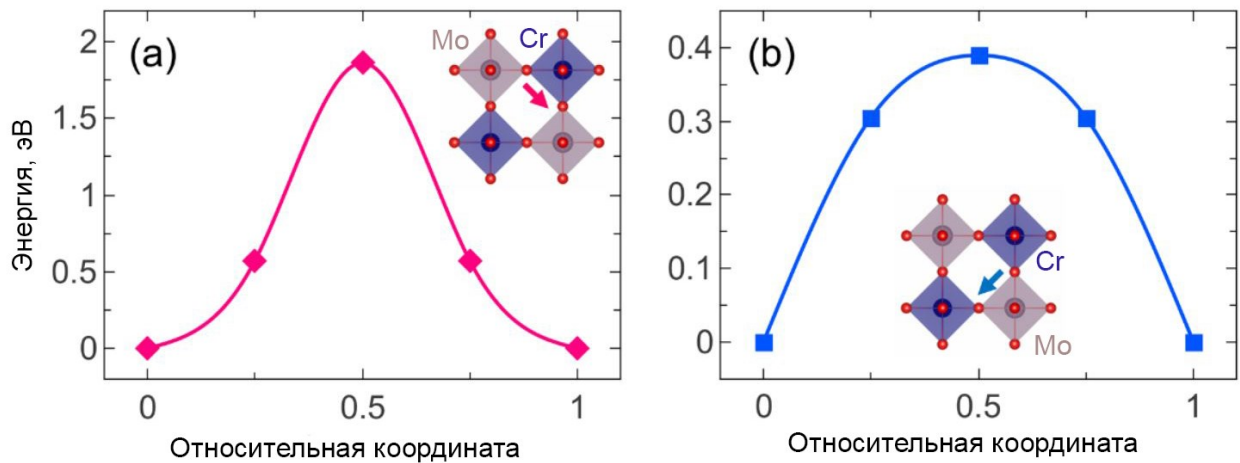 (a)
Mo
Cr
Энергия, эВ
2
1.5
1
0.5
0
0
0.5
1
Относительная координата
(b)
0.4
0.3
0.2
0.1
0
Cr
Mo
0
0.5
1
Относительная координата